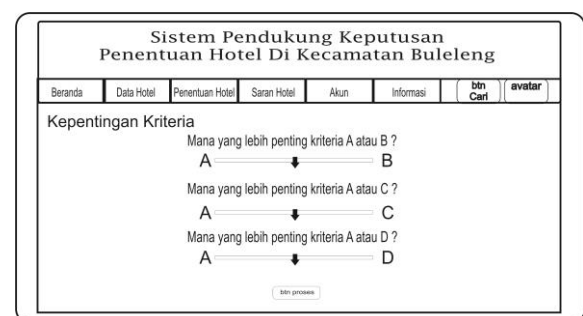 Sistem Pendukung Keputusan
Penentuan Hotel Di Kecamatan Buleleng
Beranda Data Hotel Penentuan Hotel Saran Hotel Akun Informasi btn Cari avatar
Kepentingan Kriteria
Mana yang lebih penting kriteria A atau B ?
A B
Mana yang lebih penting kriteria A atau C ?
A C
Mana yang lebih penting kriteria A atau D ?
A D
btn proses